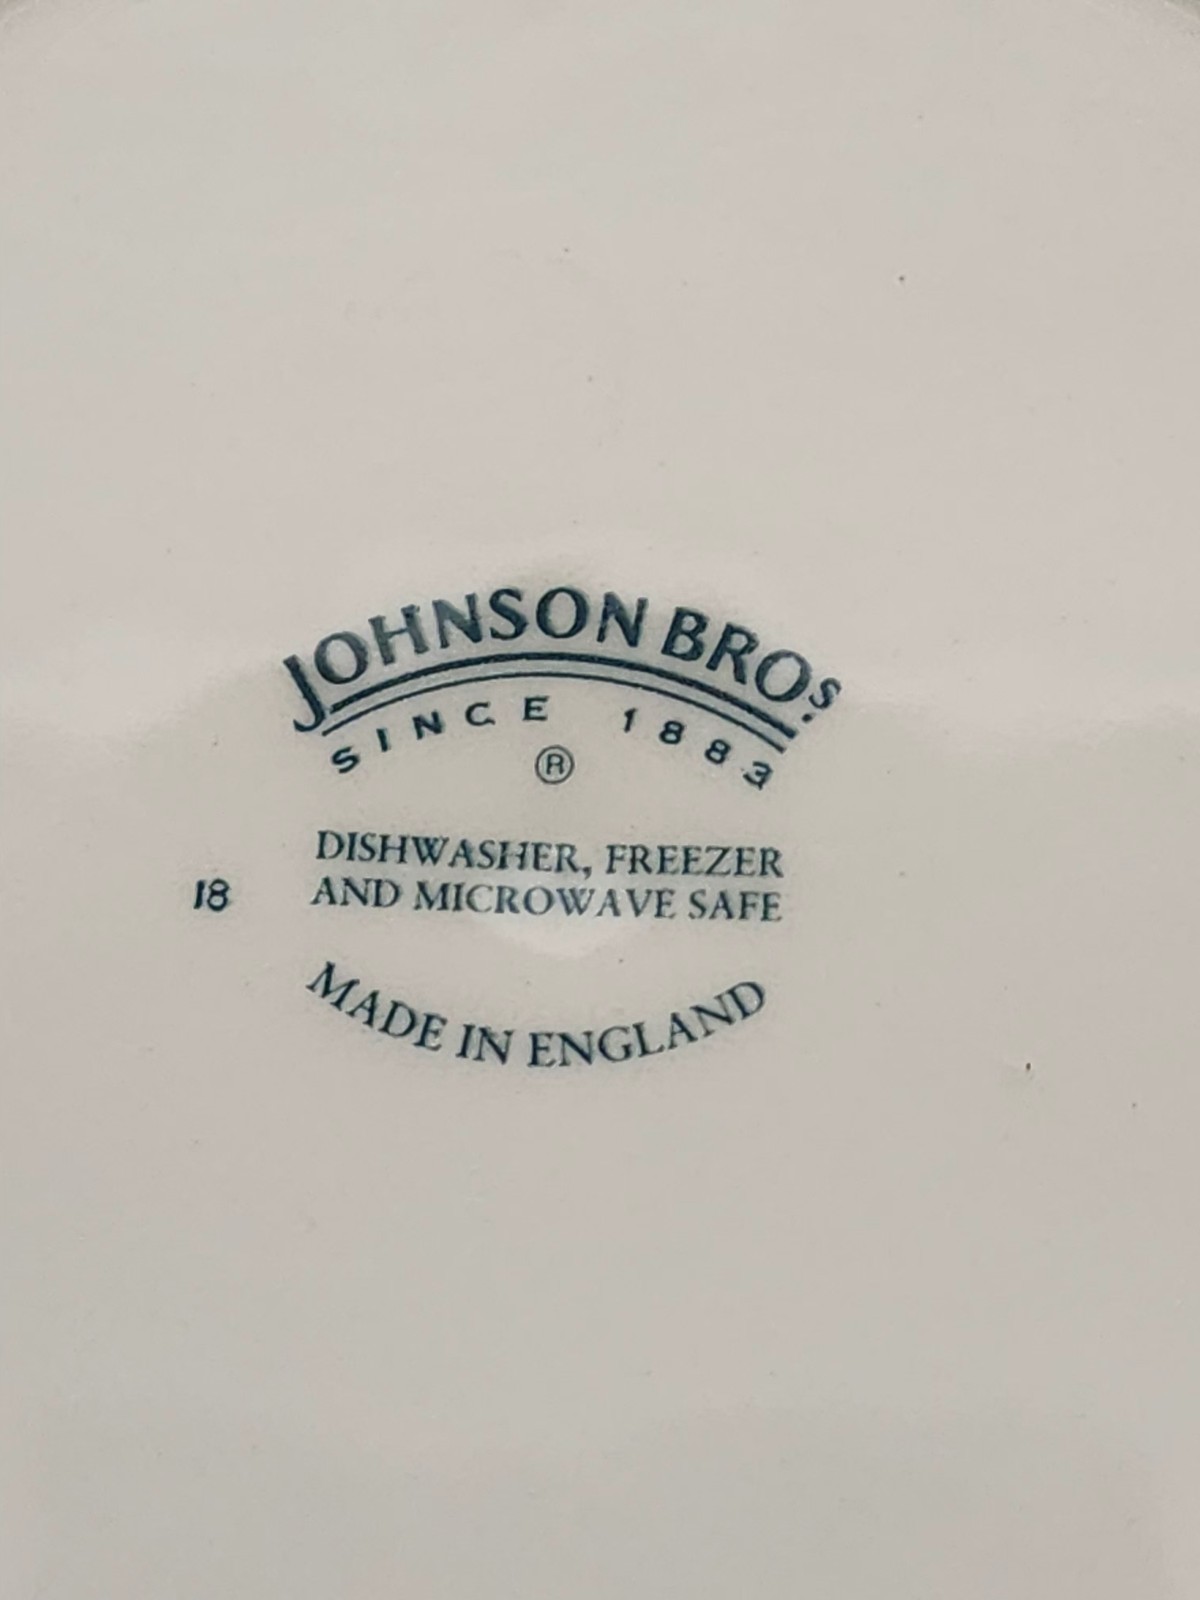 JOHNSON BROS.
SINCE 1883
®
DISHWASHER, FREEZER
18 AND MICROWAVE SAFE
MADE IN ENGLAND